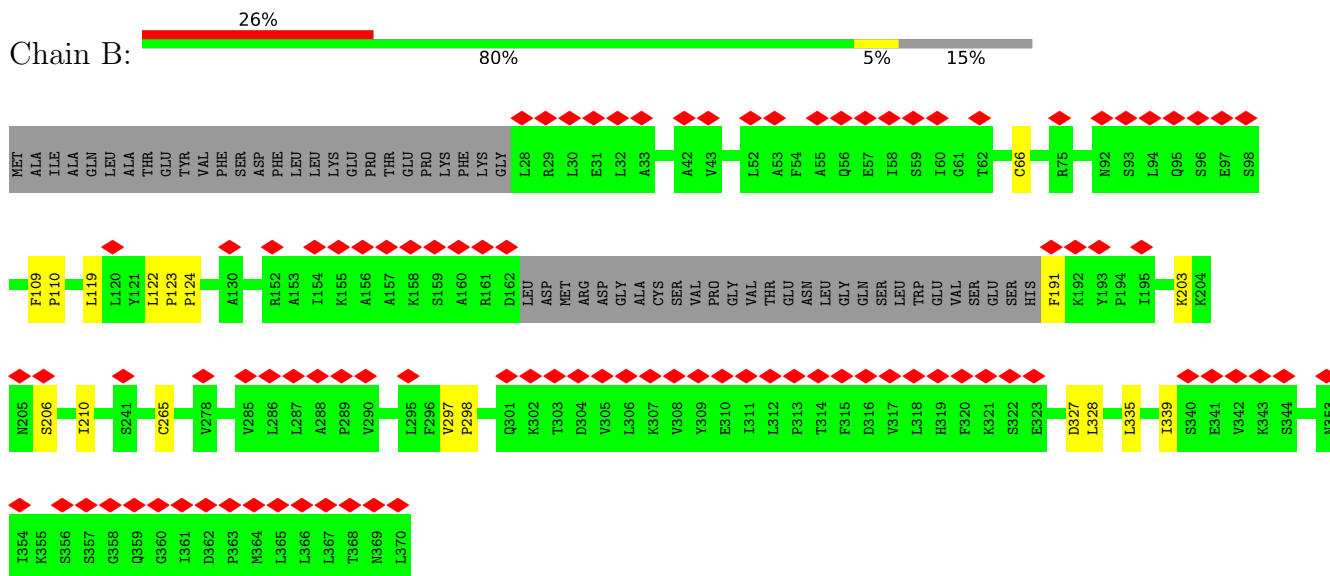 26%
Chain B:
80% 5% 15%
MET ALA ILE ALA GLN LEU ALA THR GLU TYR VAL PHE SER ASP PHE LEU LEU LYS GLU PRO THR GLU PRO PHE LYS GLY L28 R29 L30 E31 L32 A33 A42 V43 L52 A53 F54 A55 Q56 E57 I58 S59 I60 G61 T62 C66 R75 N92 S93 L94 Q95 S96 E97 S98
F109 P110 L119 L120 Y121 L122 P123 P124 A130 R152 A153 I154 K155 A156 A157 K158 S159 A160 R161 D162 LEU ASP MET ARG ASP GLY ALA CYS SER VAL PRO GLY VAL THR GLU ASN LEU GLY GLN SER LEU TRP GLU VAL SER GLU SER HIS F191 K192 Y193 P194 I195 K203 K204
N205 S206 I210 S241 C265 V278 V285 L286 L287 A288 P289 V290 L295 F296 V297 P298 Q301 K302 T303 D304 V305 L306 K307 V308 Y309 E310 I311 L312 P313 T314 F315 D316 V317 L318 H319 F320 K321 S322 E323 D327 L328 L335 I339 S340 E341 V342 K343 S344 N353
I354 K355 S356 S357 G358 Q359 G360 I361 D362 P363 M364 L365 L366 L367 T368 N369 L370